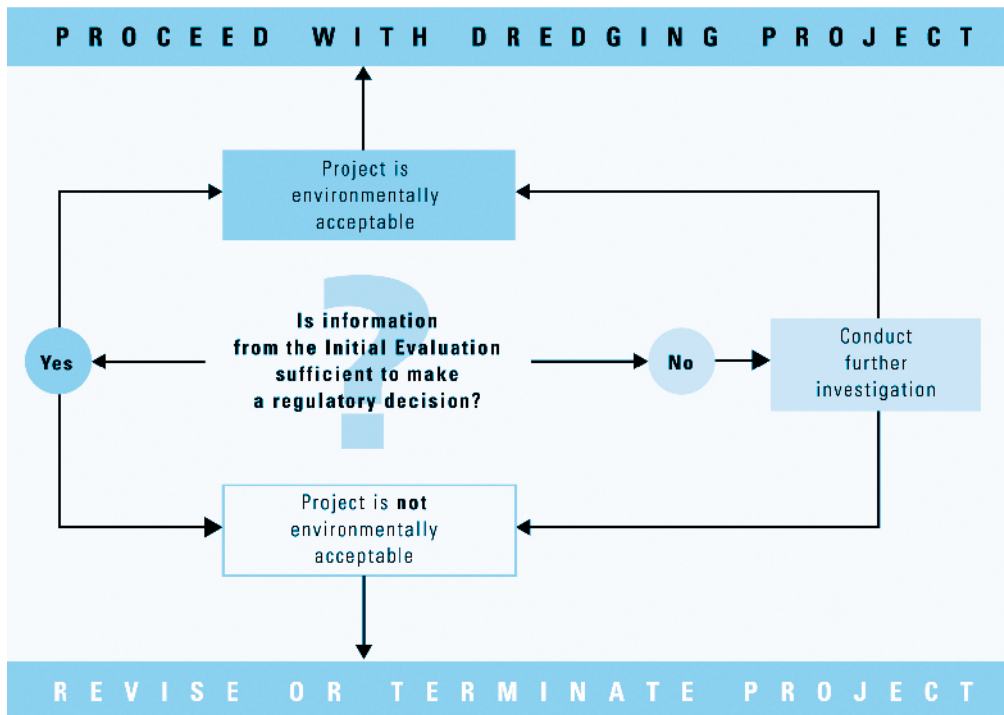 PROCEED WITH DREDGING PROJECT
Project is
environmentally
acceptable
?
Is information
from the Initial Evaluation
sufficient to make
a regulatory decision?
Yes
No
Conduct
further
investigation
Project is not
environmentally
acceptable
REVISE OR TERMINATE PROJECT